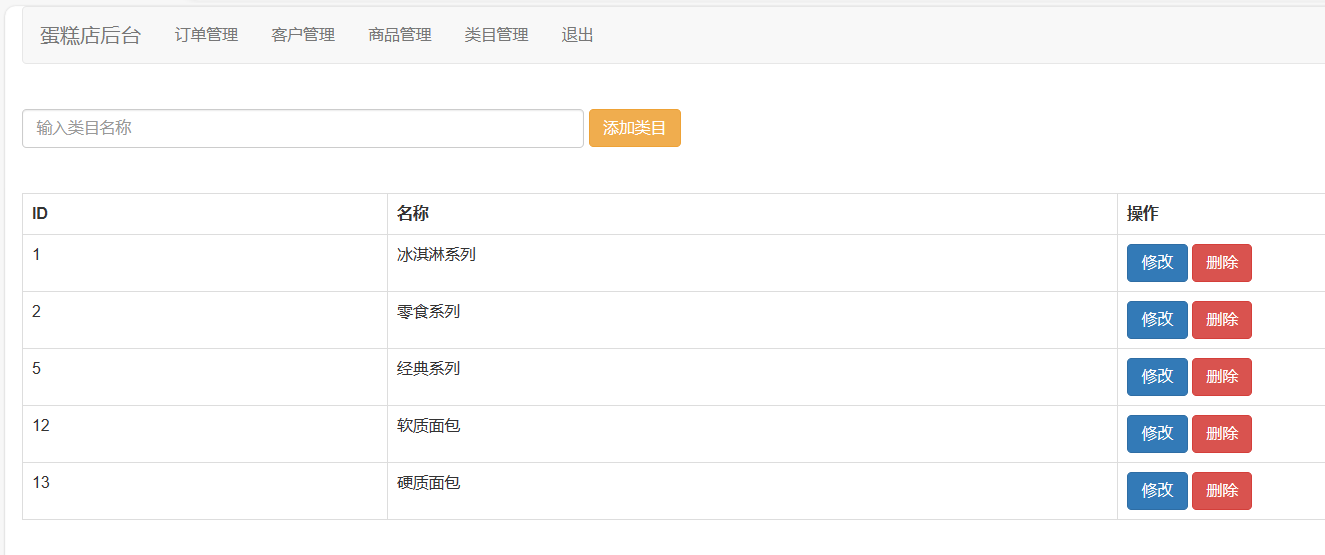 蛋糕店后台 订单管理 客户管理 商品管理 类目管理 退出
输入类目名称 添加类目
ID 名称 操作
1 冰淇淋系列 修改 删除
2 零食系列 修改 删除
5 经典系列 修改 删除
12 软质面包 修改 删除
13 硬质面包 修改 删除